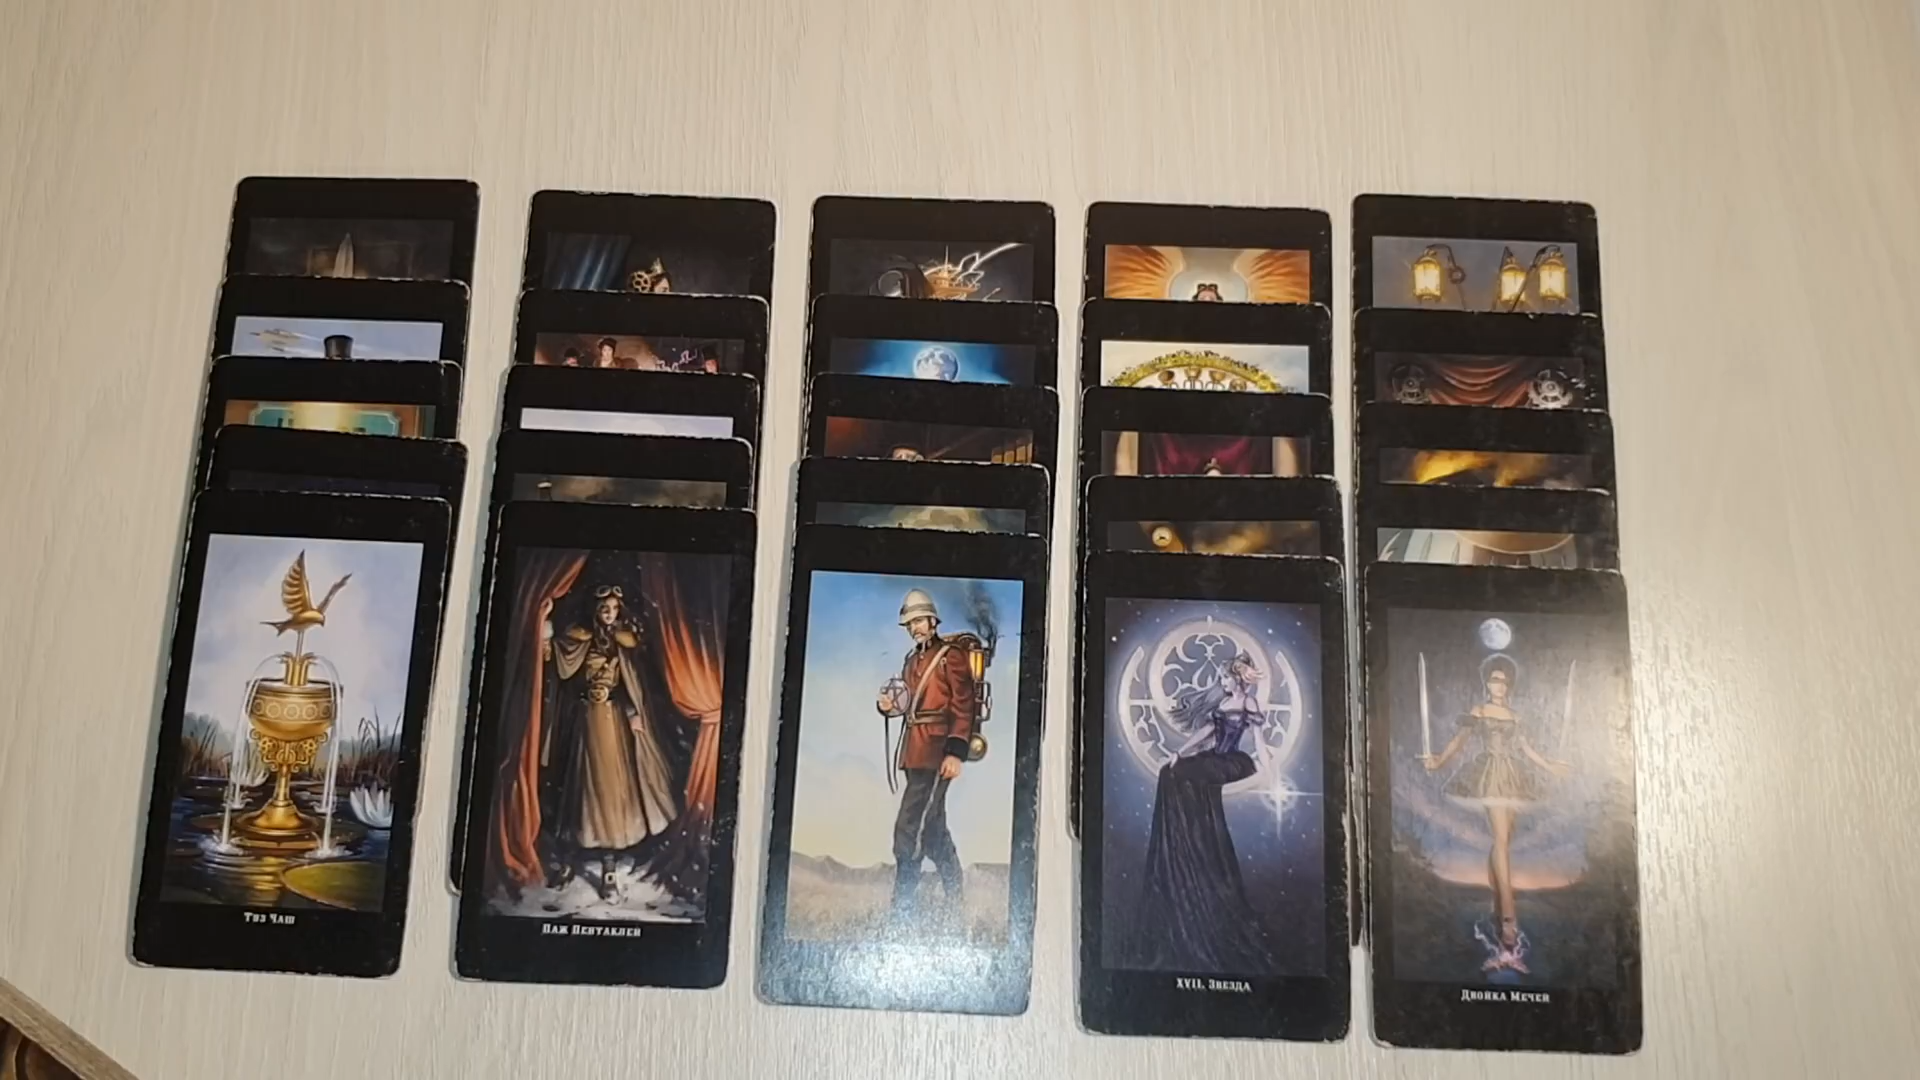 Туз Чаш
Паж Пентаклей
XVII. Звезда
Двойка Мечей